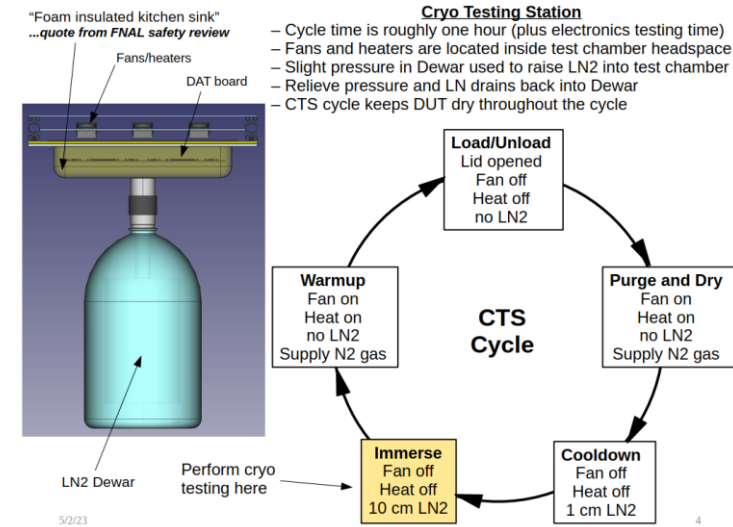 "Foam insulated kitchen sink"
...quote from FNAL safety review
Fans/heaters
DAT board
Cryo Testing Station
– Cycle time is roughly one hour (plus electronics testing time)
– Fans and heaters are located inside test chamber headspace
– Slight pressure in Dewar used to raise LN2 into test chamber
– Relieve pressure and LN drains back into Dewar
– CTS cycle keeps DUT dry throughout the cycle
Load/Unload
Lid opened
Fan off
Heat off
no LN2
Purge and Dry
Fan on
Heat on
no LN2
Supply N2 gas
Cooldown
Fan off
Heat off
1 cm LN2
Immerse
Fan off
Heat off
10 cm LN2
Warmup
Fan on
Heat on
no LN2
Supply N2 gas
CTS
Cycle
Perform cryo
testing here
LN2 Dewar
5/2/23
4